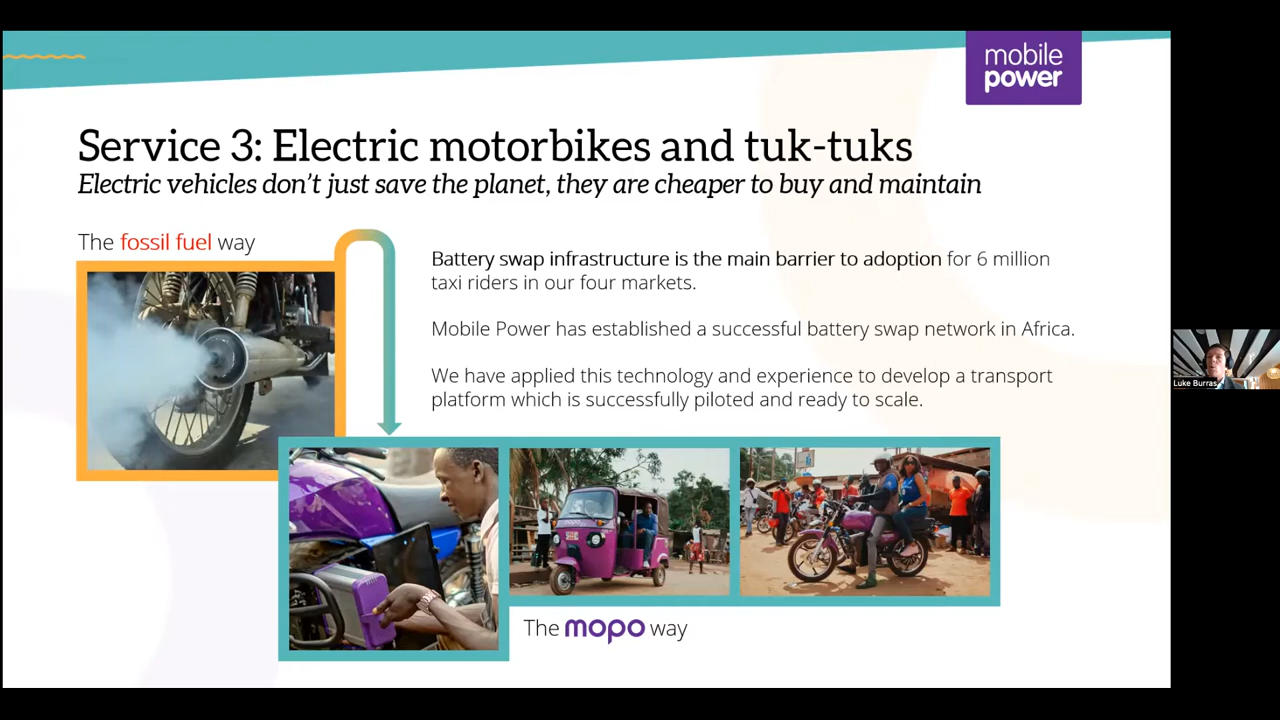 mobile
power
Service 3: Electric motorbikes and tuk-tuks
Electric vehicles don't just save the planet, they are cheaper to buy and maintain
The fossil fuel way
Battery swap infrastructure is the main barrier to adoption for 6 million
taxi riders in our four markets.
Mobile Power has established a successful battery swap network in Africa.
We have applied this technology and experience to develop a transport
platform which is successfully piloted and ready to scale.
Luke Burras
mopo
The mopo way